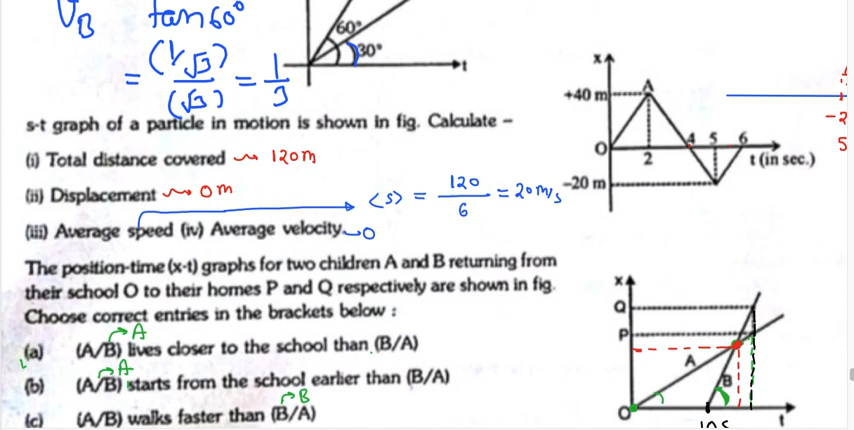 VB tan60°
= (1/√3) / (√3) = 1/3
60°
30°
t
s-t graph of a particle in motion is shown in fig. Calculate –
(i) Total distance covered 120m
(ii) Displacement 0m
<s> = 120/6 = 20m/s
(iii) Average speed (iv) Average velocity 0
x
A
+40 m
O
2
4
5
6
t (in sec.)
–20 m
-2
5
The position-time (x-t) graphs for two children A and B returning from
their school O to their homes P and Q respectively are shown in fig.
Choose correct entries in the brackets below :
A
(a) (A/B) lives closer to the school than (B/A)
A
(b) (A/B) starts from the school earlier than (B/A)
B
(c) (A/B) walks faster than (B/A)
x
Q
P
A
B
O
t